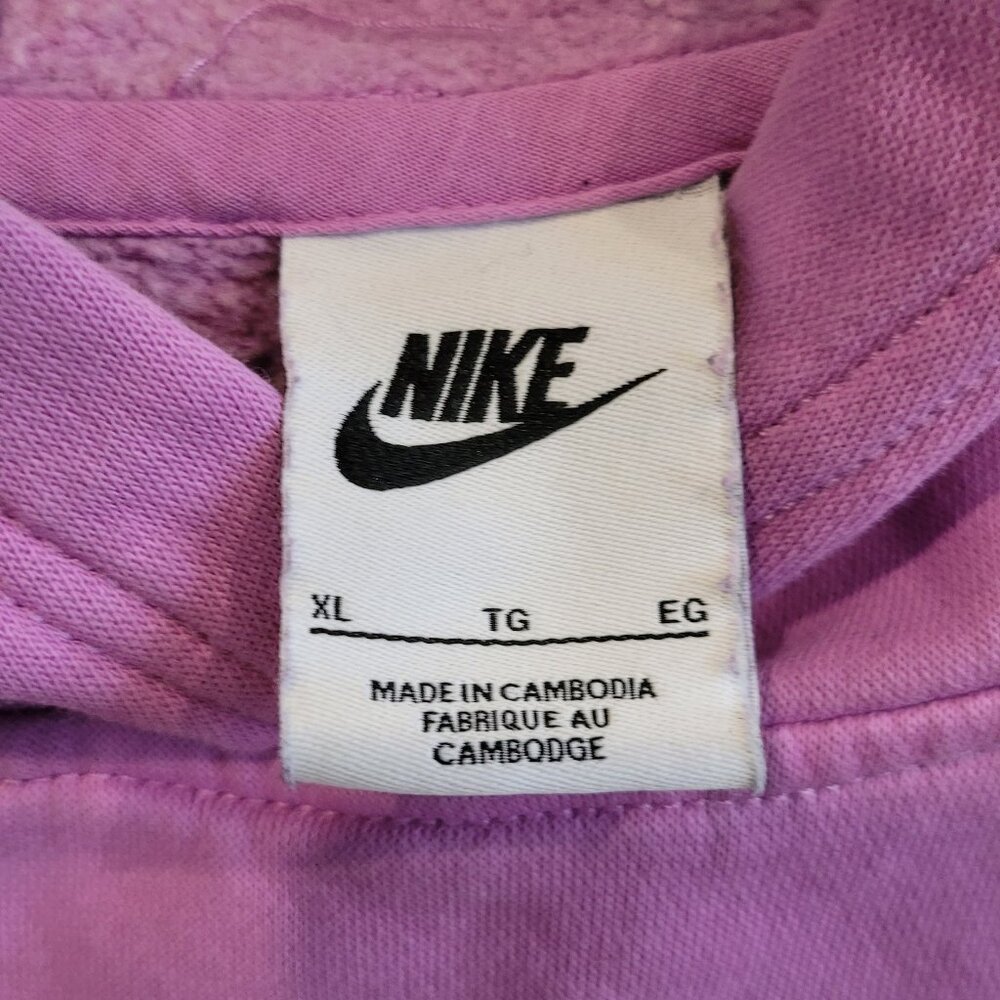 NIKE
XL TG EG
MADE IN CAMBODIA
FABRIQUE AU
CAMBODGE